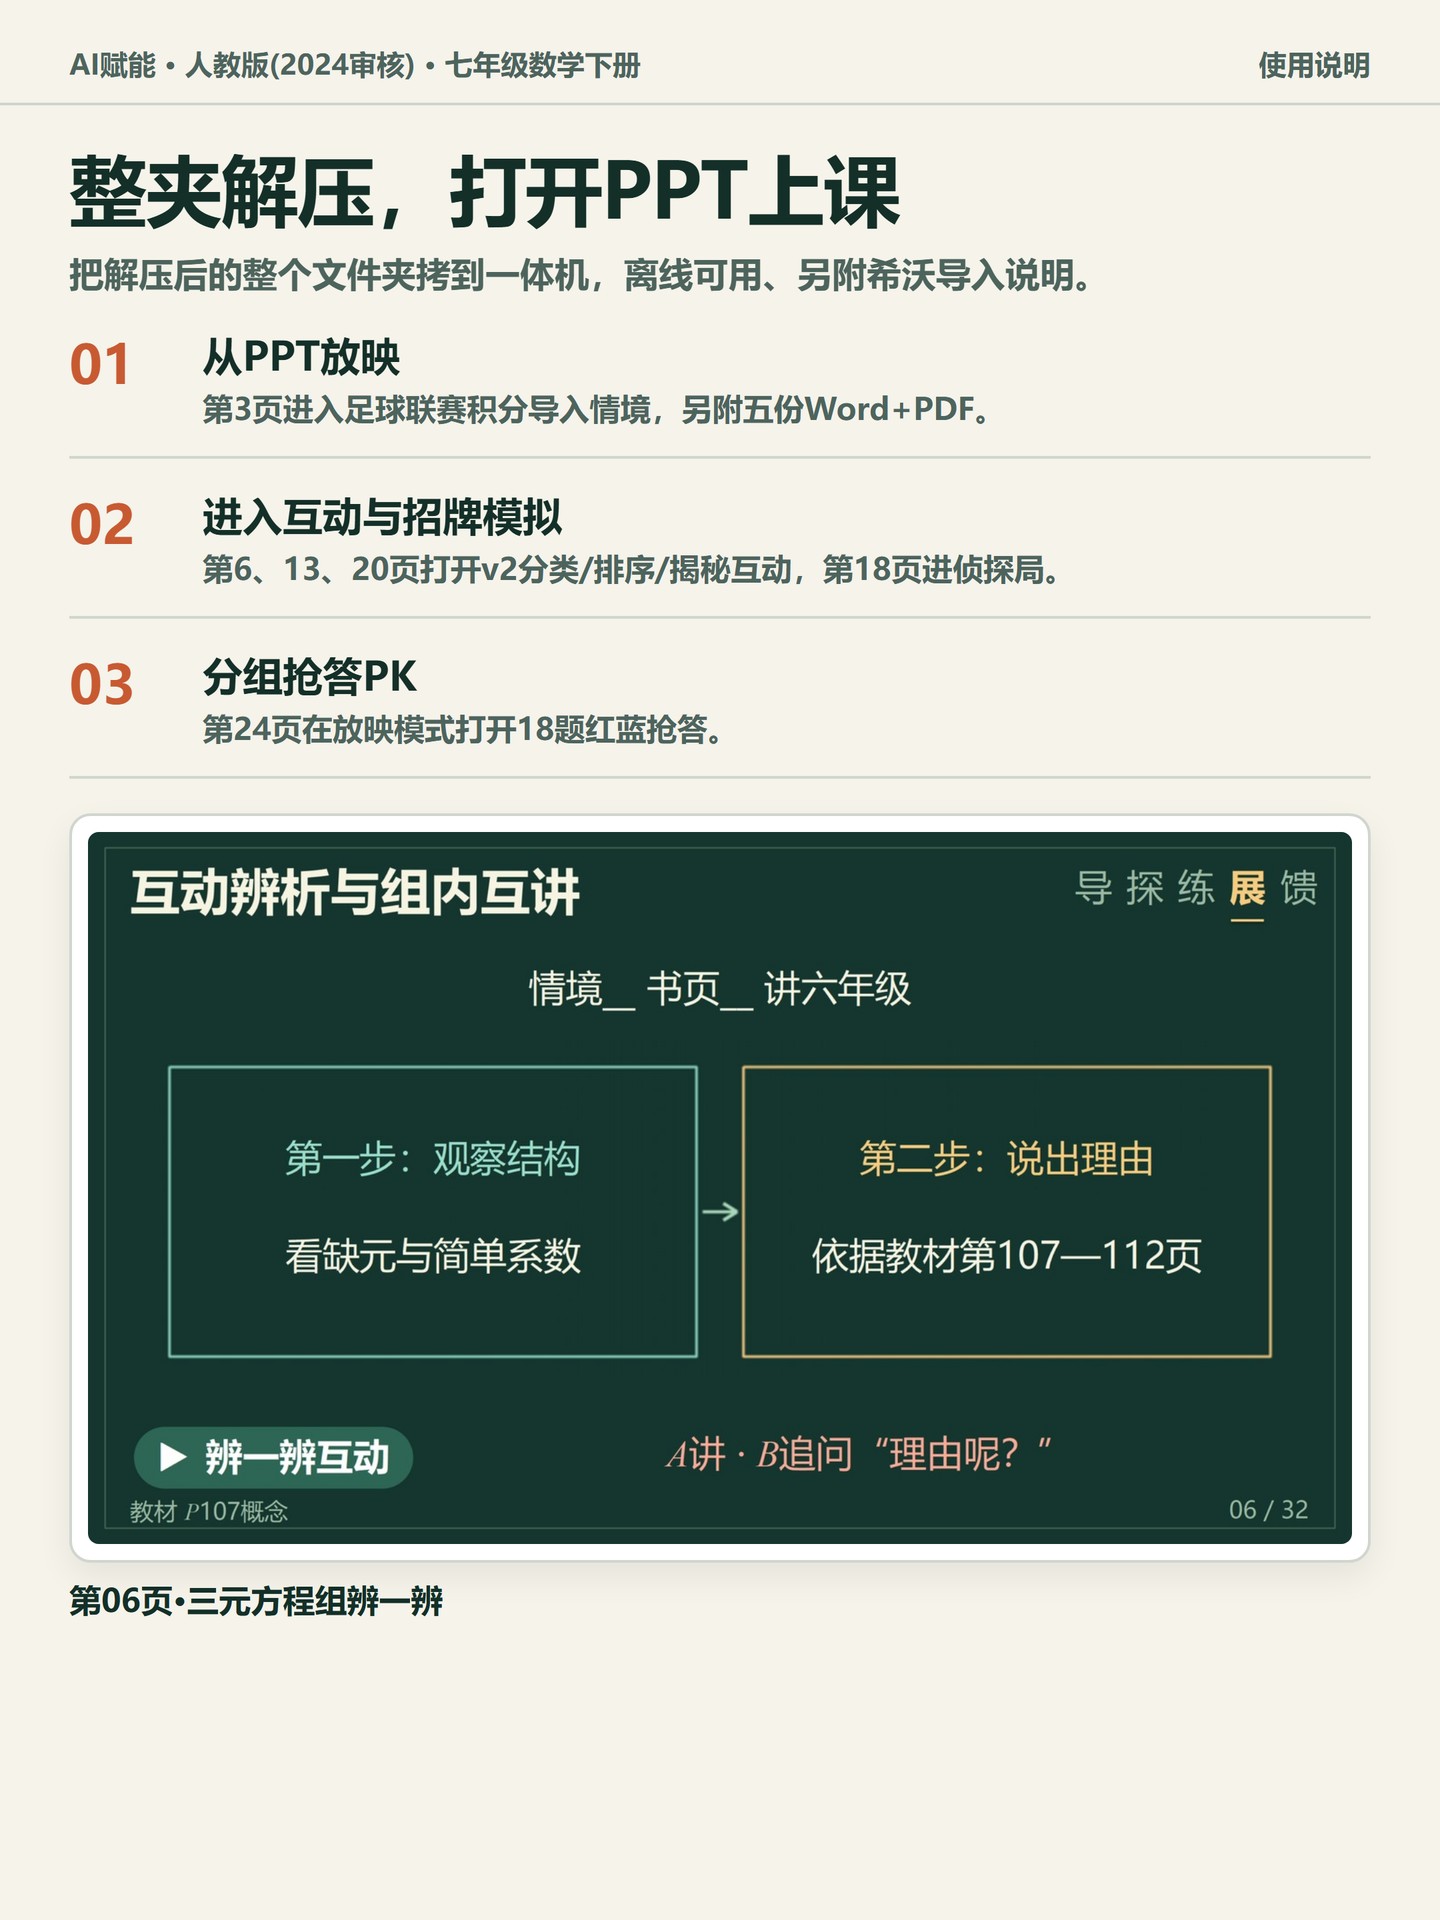 AI赋能 • 人教版(2024审核) • 七年级数学下册
使用说明
整夹解压，打开PPT上课
把解压后的整个文件夹拷到一体机，离线可用、另附希沃导入说明。
01
从PPT放映
第3页进入足球联赛积分导入情境，另附五份Word+PDF。
02
进入互动与招牌模拟
第6、13、20页打开v2分类/排序/揭秘互动，第18页进侦探局。
03
分组抢答PK
第24页在放映模式打开18题红蓝抢答。
互动辨析与组内互讲
导 探 练 展 馈
情境__ 书页__ 讲六年级
第一步：观察结构
看缺元与简单系数
→
第二步：说出理由
依据教材第107—112页
▶ 辨一辨互动
A讲 · B追问“理由呢？”
教材 P107概念
06 / 32
第06页•三元方程组辨一辨